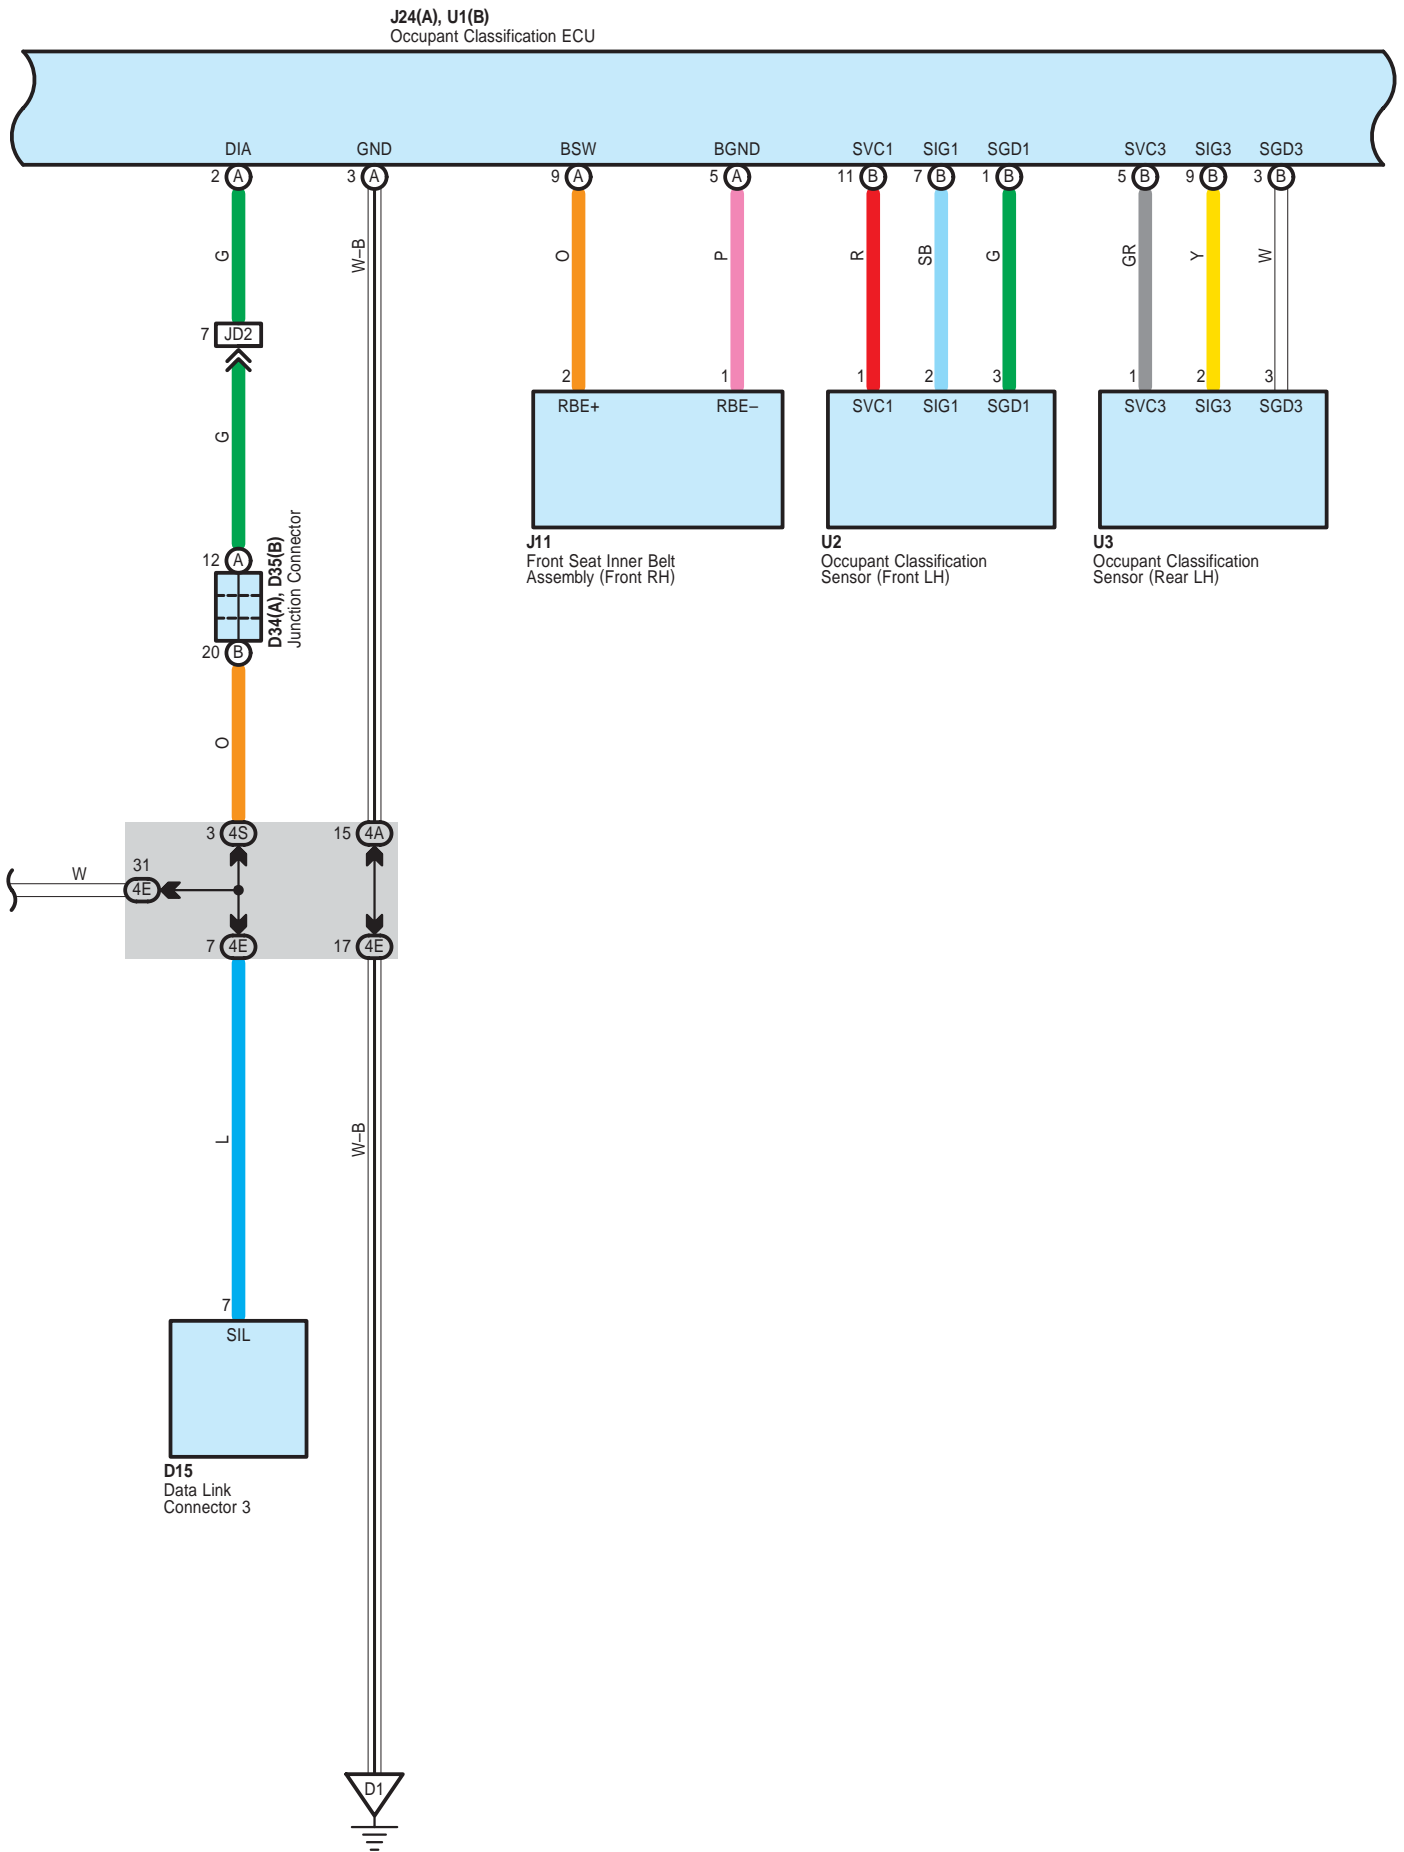 J24(A), U1(B)
Occupant Classification ECU
DIA GND BSW BGND SVC1 SIG1 SGD1 SVC3 SIG3 SGD3
2 A 3 A 9 A 5 A 11 B 7 B 1 B 5 B 9 B 3 B
G W–B O P R SB G GR Y W
7 JD2
2 1 1 2 3 1 2 3
RBE+ RBE– SVC1 SIG1 SGD1 SVC3 SIG3 SGD3
G
J11
Front Seat Inner Belt
Assembly (Front RH)
U2
Occupant Classification
Sensor (Front LH)
U3
Occupant Classification
Sensor (Rear LH)
12 A
D34(A), D35(B)
Junction Connector
20 B
O
3 4S 15 4A
W 31
4E
7 4E 17 4E
L W–B
7
SIL
D15
Data Link
Connector 3
D1